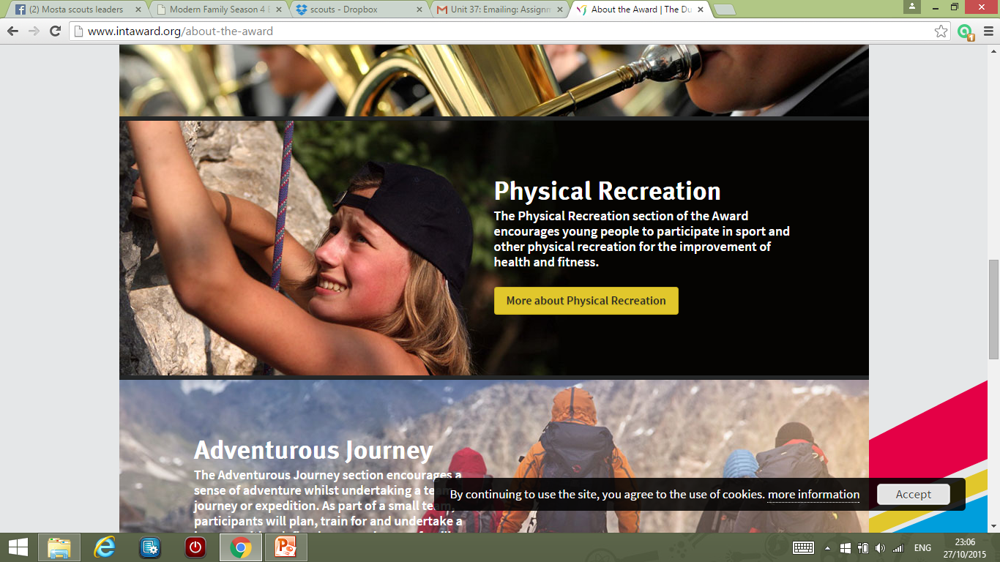 (2) Mosta scouts leaders
Modern Family Season 4 E
scouts - Dropbox
Unit 37: Emailing: Assignm
About the Award | The Du
www.intaward.org/about-the-award
1
Physical Recreation
The Physical Recreation section of the Award
encourages young people to participate in sport and
other physical recreation for the improvement of
health and fitness.
More about Physical Recreation
Adventurous Journey
The Adventurous Journey section encourages a
sense of adventure whilst undertaking a team
journey or expedition. As part of a small team,
participants will plan, train for and undertake a
By continuing to use the site, you agree to the use of cookies. more information
Accept
ENG
23:06
27/10/2015